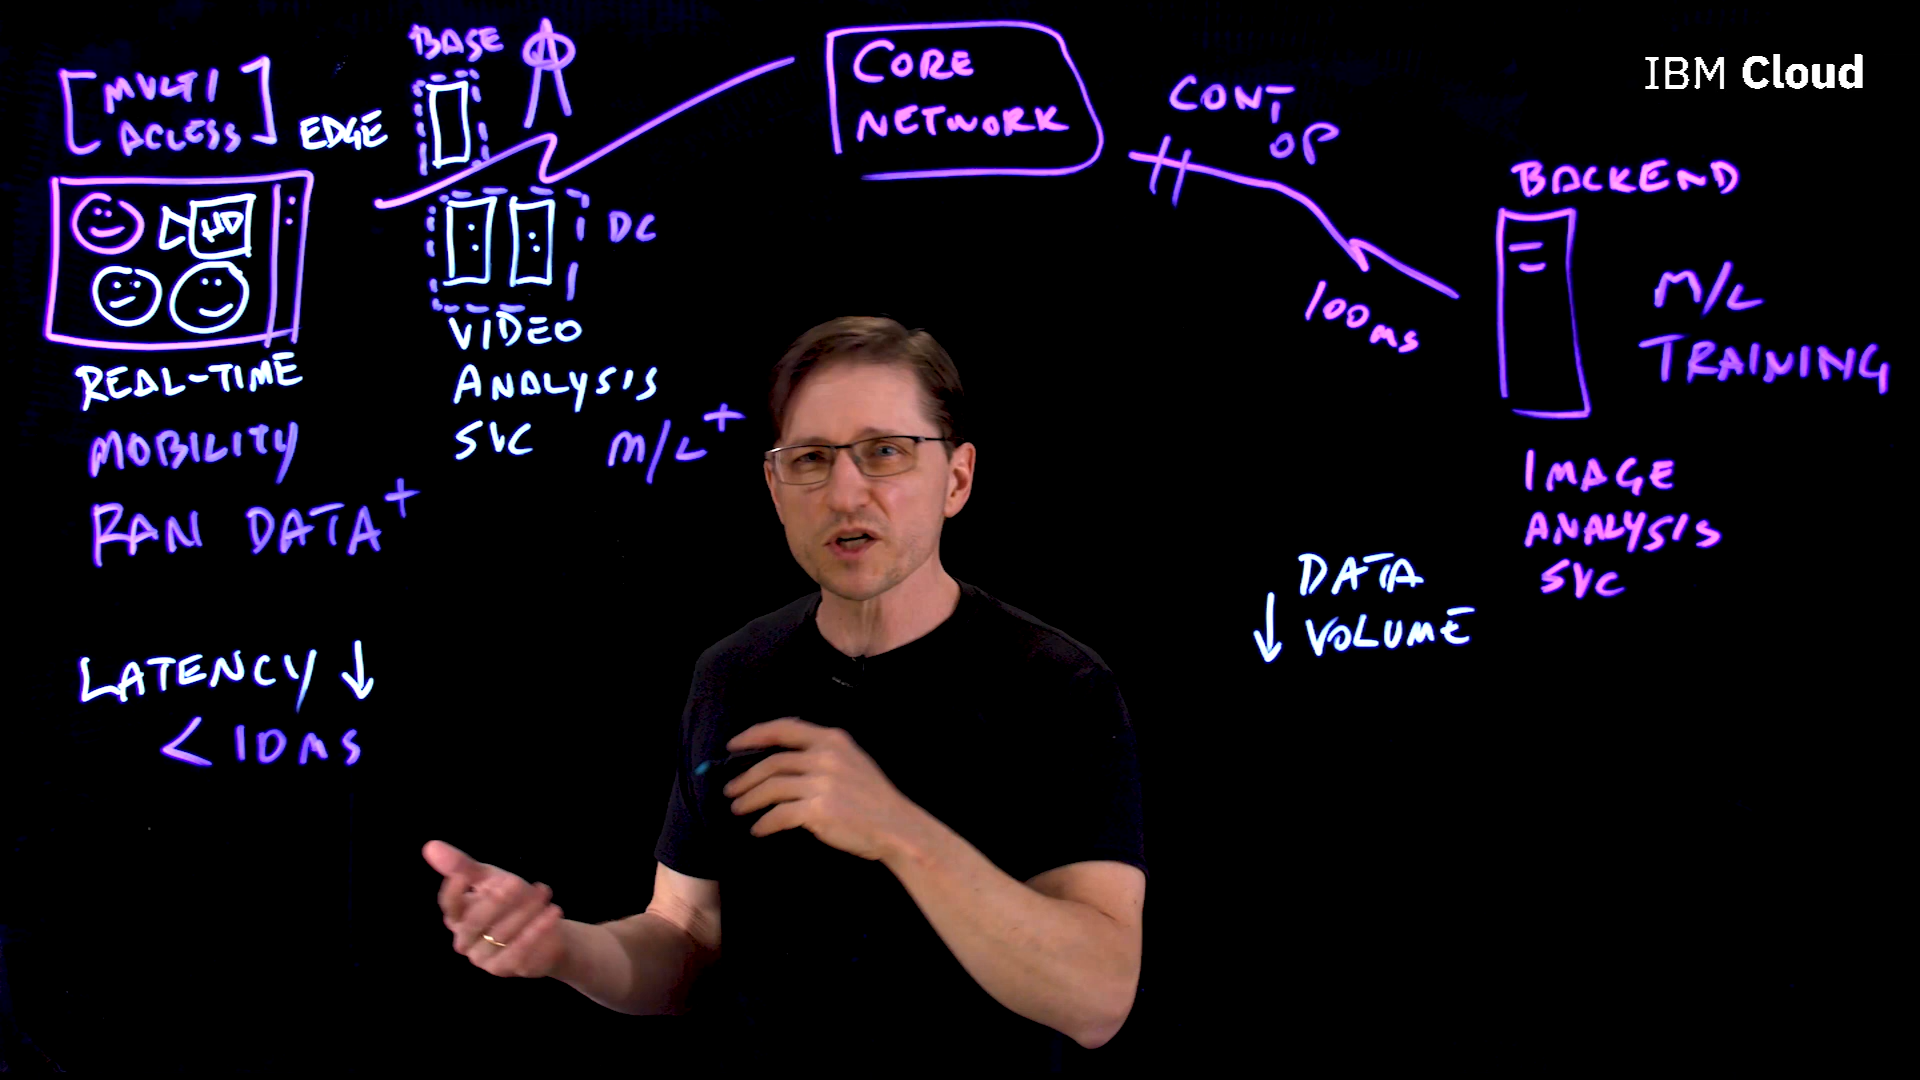 [MULTI
ACCESS]
EDGE
BASE
HD
REAL-TIME
MOBILITY
RAN DATA+
LATENCY ↓
< 10ms
DC
VIDEO
ANALYSIS
SVC
M/L+
CORE
NETWORK
CONT
OP
100ms
IBM Cloud
BACKEND
M/L
TRAINING
IMAGE
ANALYSIS
SVC
↓ DATA
VOLUME